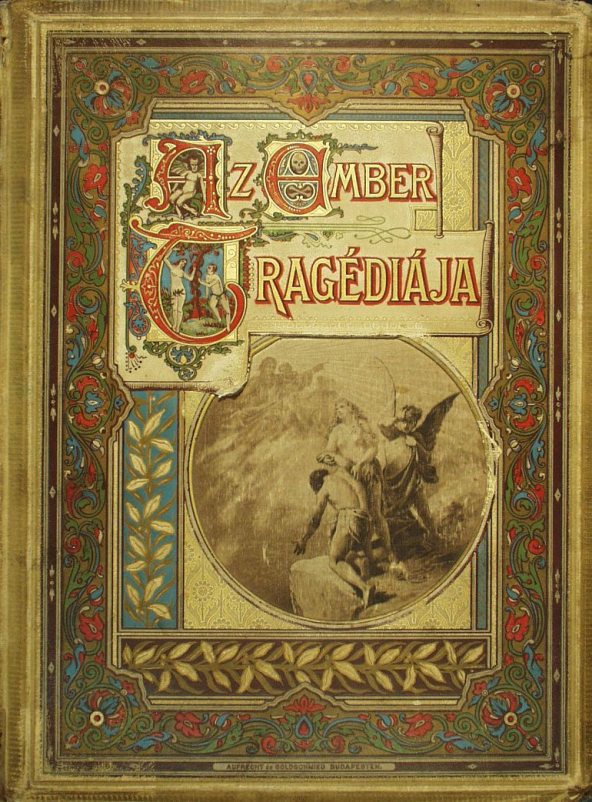 AZ EMBER
TRAGÉDIÁJA
AUFRECHT és GOLDSCHMIED BUDAPESTEN.